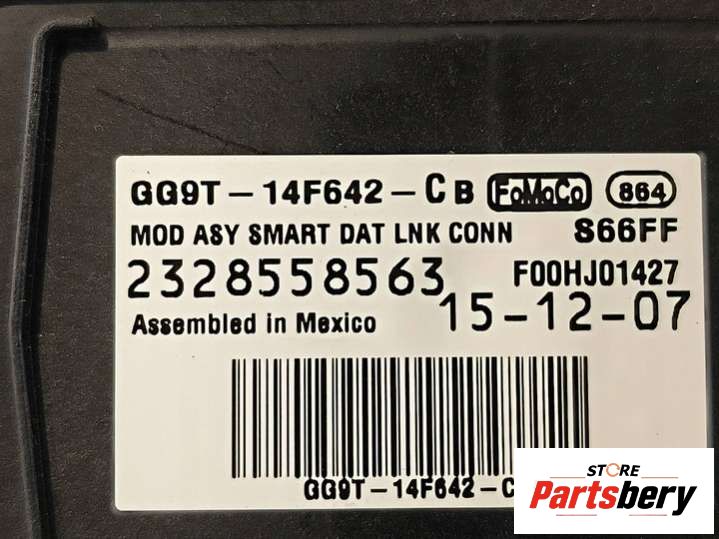 GG9T-14F642-CB FoMoCo 864
MOD ASY SMART DAT LNK CONN S66FF
2328558563 F00HJ01427
Assembled in Mexico 15-12-07
GG9T-14F642-C
STORE
Partsbery